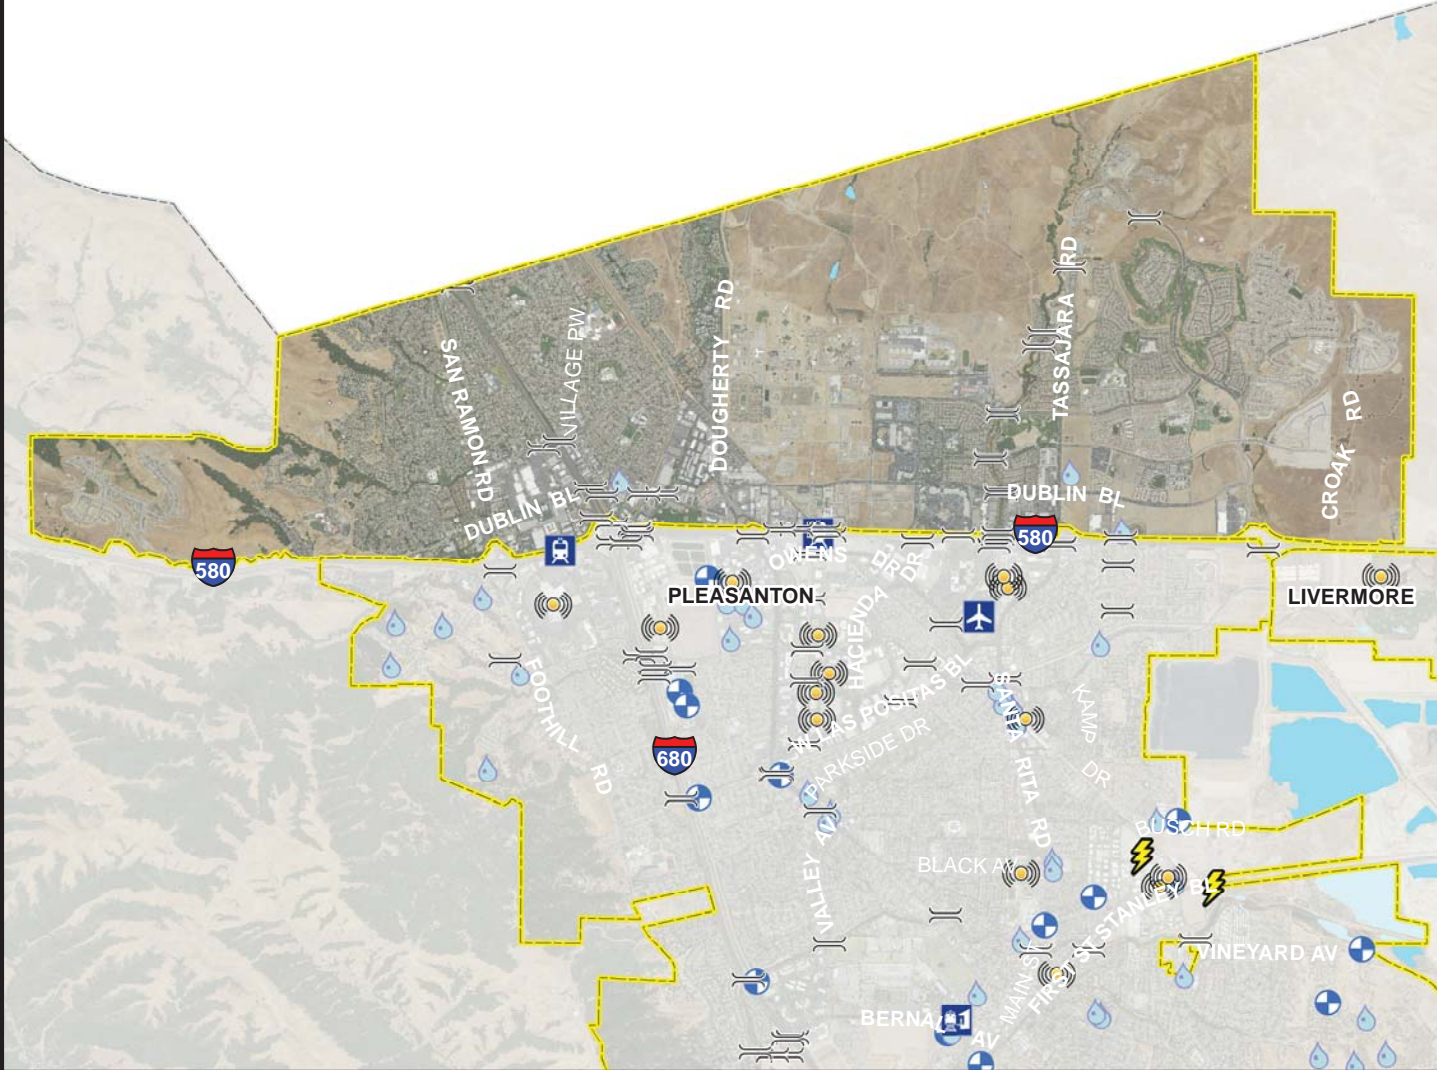 SAN RAMON RD
VILLAGE PW
DOUGHERTY RD
TASSAJARA RD
CROAK RD
DUBLIN BL
DUBLIN BL
580
580
OWENS DR
DR
PLEASANTON
LIVERMORE
HACIENDA
FOOTHILL RD
W LAS POSITAS BL
PARKSIDE DR
SANTA RITA RD
KAMP DR
680
VALLEY AV
BUSCH RD
BLACK AV
STANLEY BL
FIRST ST
MAIN ST
VINEYARD AV
BERNAL AV